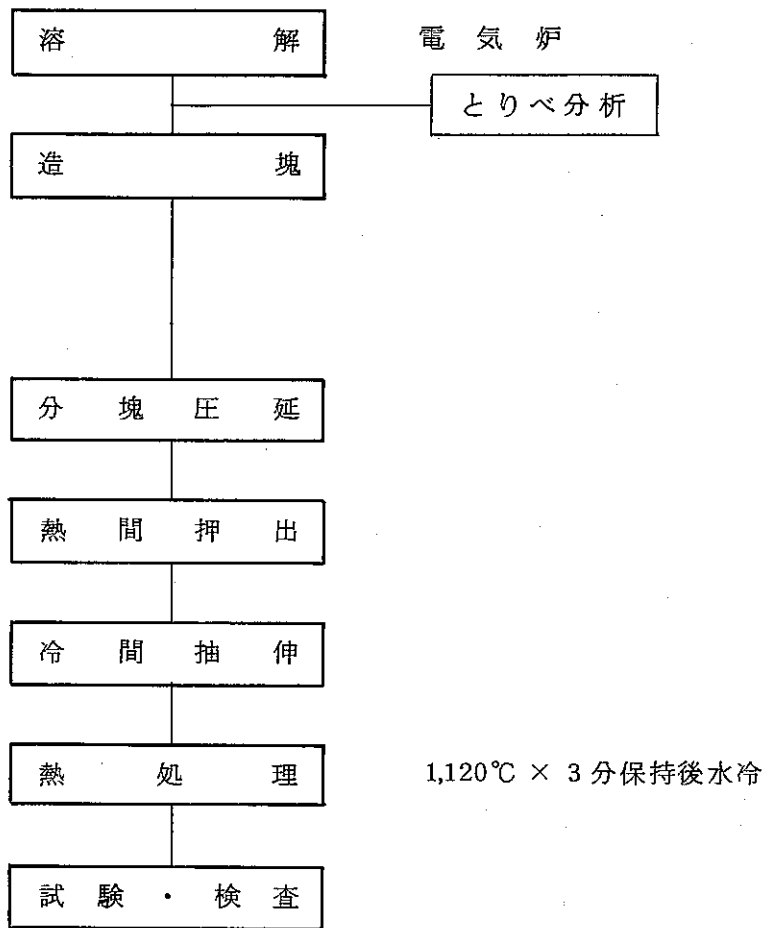 溶解 電気炉
とりべ分析
造塊
分塊圧延
熱間押出
冷間抽伸
熱処理 1,120℃ × 3分保持後水冷
試験・検査